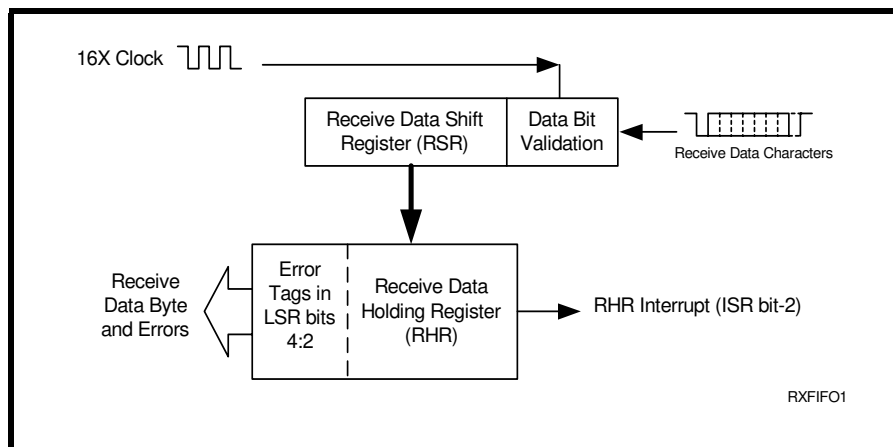 16X Clock
Receive Data Shift
Register (RSR)
Data Bit
Validation
Receive Data Characters
Receive
Data Byte
and Errors
Error
Tags in
LSR bits
4:2
Receive Data
Holding Register
(RHR)
RHR Interrupt (ISR bit-2)
RXFIFO1